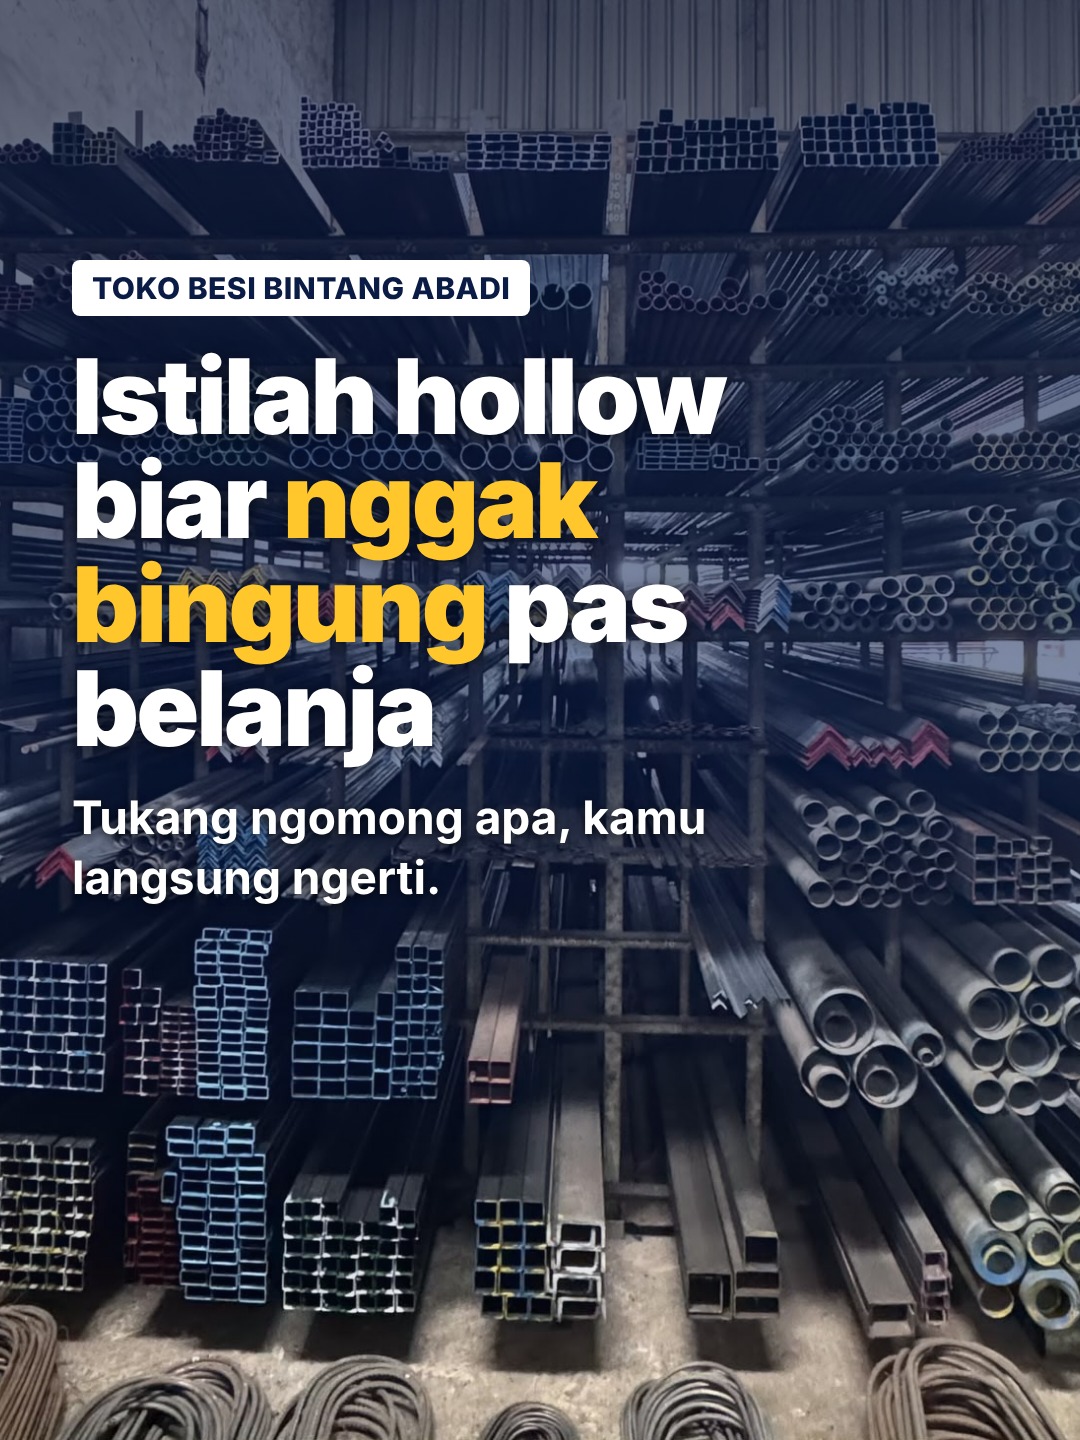 TOKO BESI BINTANG ABADI
Istilah hollow
biar nggak
bingung pas
belanja
Tukang ngomong apa, kamu
langsung ngerti.